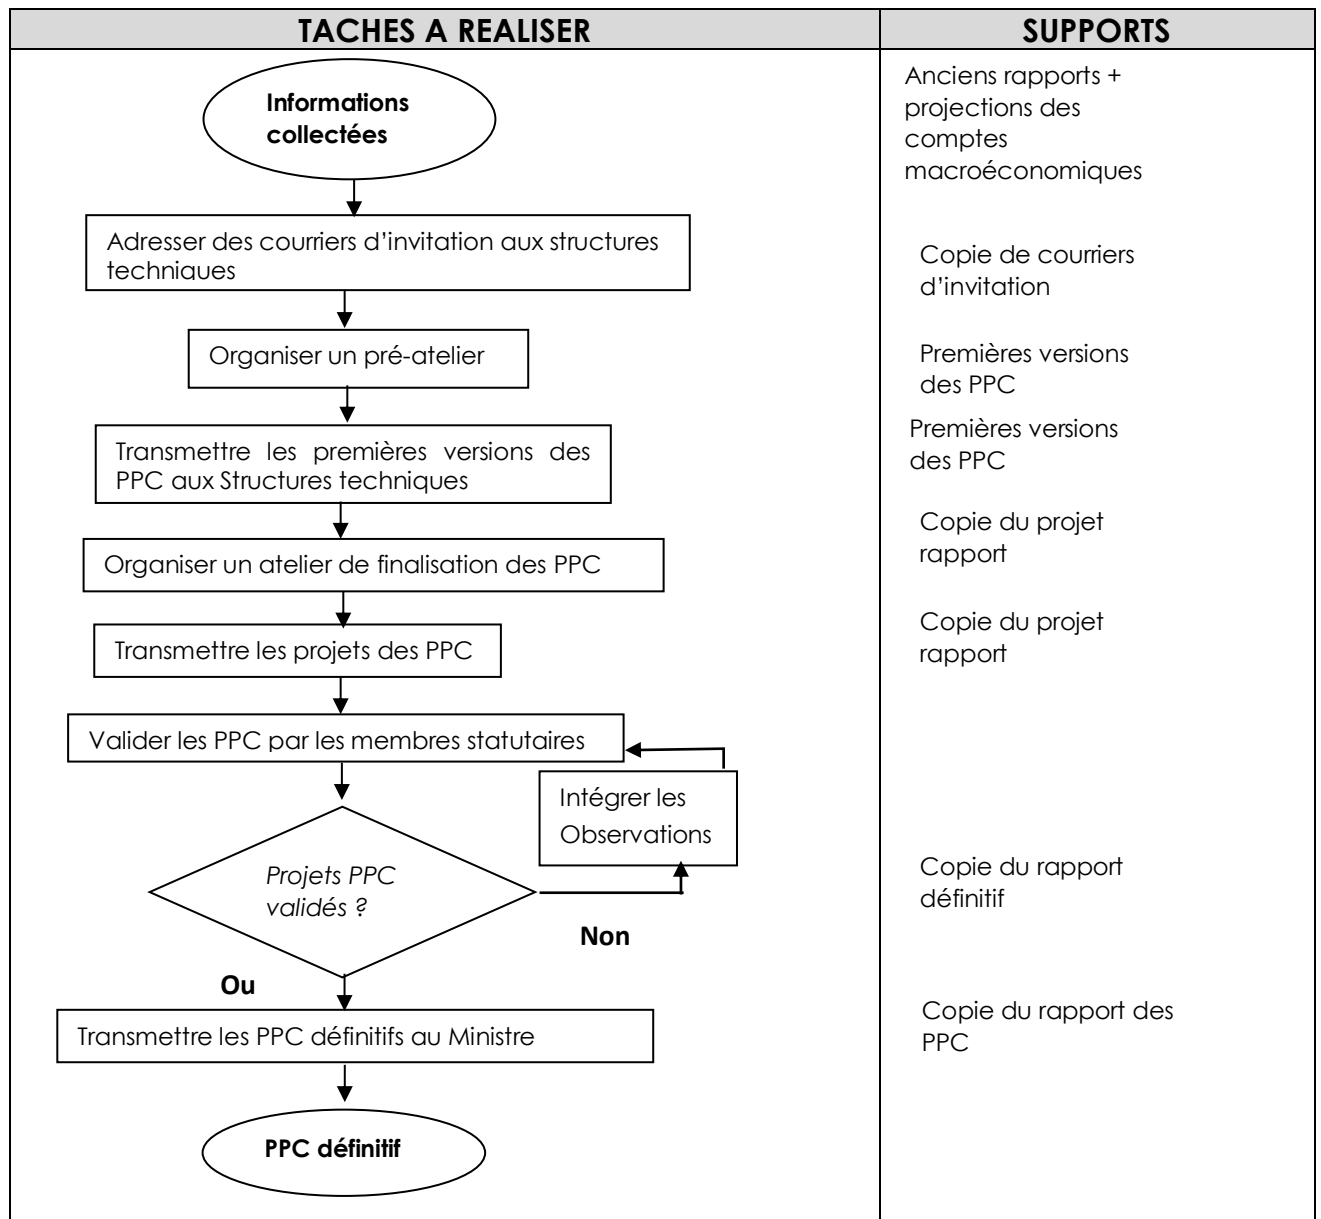 TACHES A REALISER
SUPPORTS
Informations
collectées
Anciens rapports +
projections des
comptes
macroéconomiques
Adresser des courriers d’invitation aux structures
techniques
Copie de courriers
d’invitation
Organiser un pré-atelier
Premières versions
des PPC
Transmettre les premières versions des
PPC aux Structures techniques
Premières versions
des PPC
Organiser un atelier de finalisation des PPC
Copie du projet
rapport
Transmettre les projets des PPC
Copie du projet
rapport
Valider les PPC par les membres statutaires
Intégrer les
Observations
Projets PPC
validés ?
Non
Copie du rapport
définitif
Ou
Transmettre les PPC définitifs au Ministre
Copie du rapport des
PPC
PPC définitif